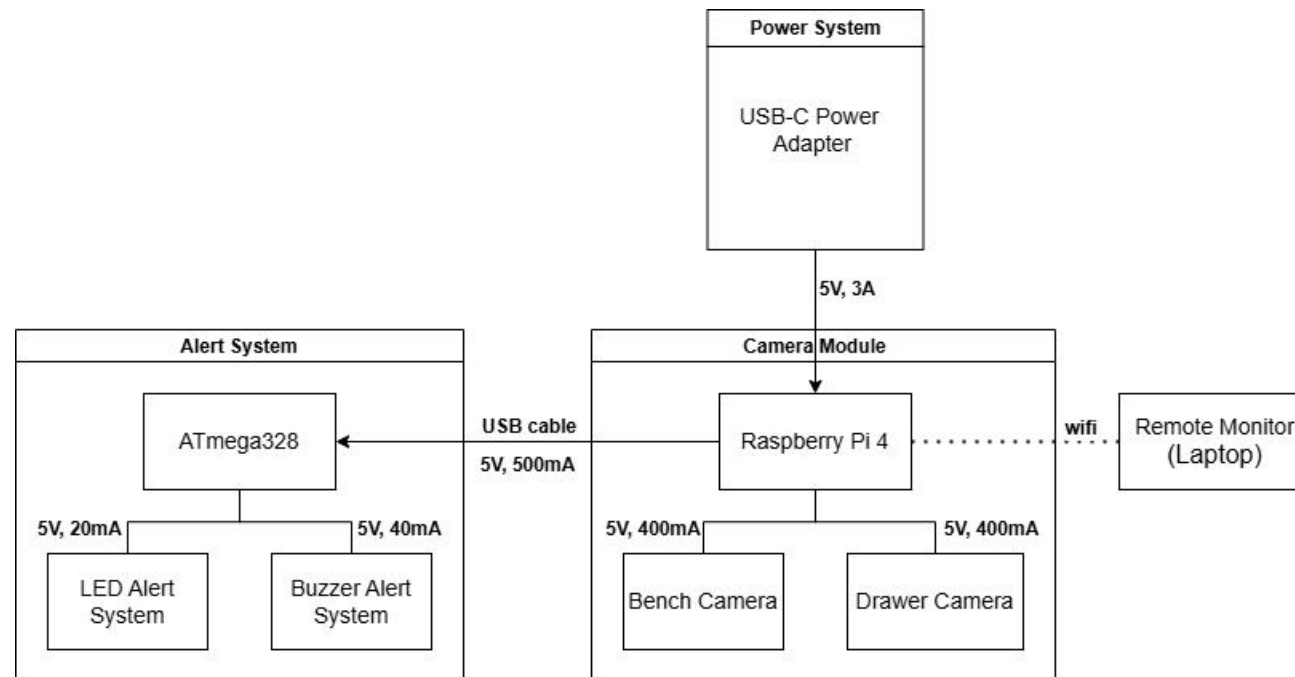 Power System
USB-C Power
Adapter
5V, 3A
Alert System
Camera Module
ATmega328
USB cable
5V, 500mA
Raspberry Pi 4
wifi
Remote Monitor
(Laptop)
5V, 20mA
5V, 40mA
5V, 400mA
5V, 400mA
LED Alert
System
Buzzer Alert
System
Bench Camera
Drawer Camera